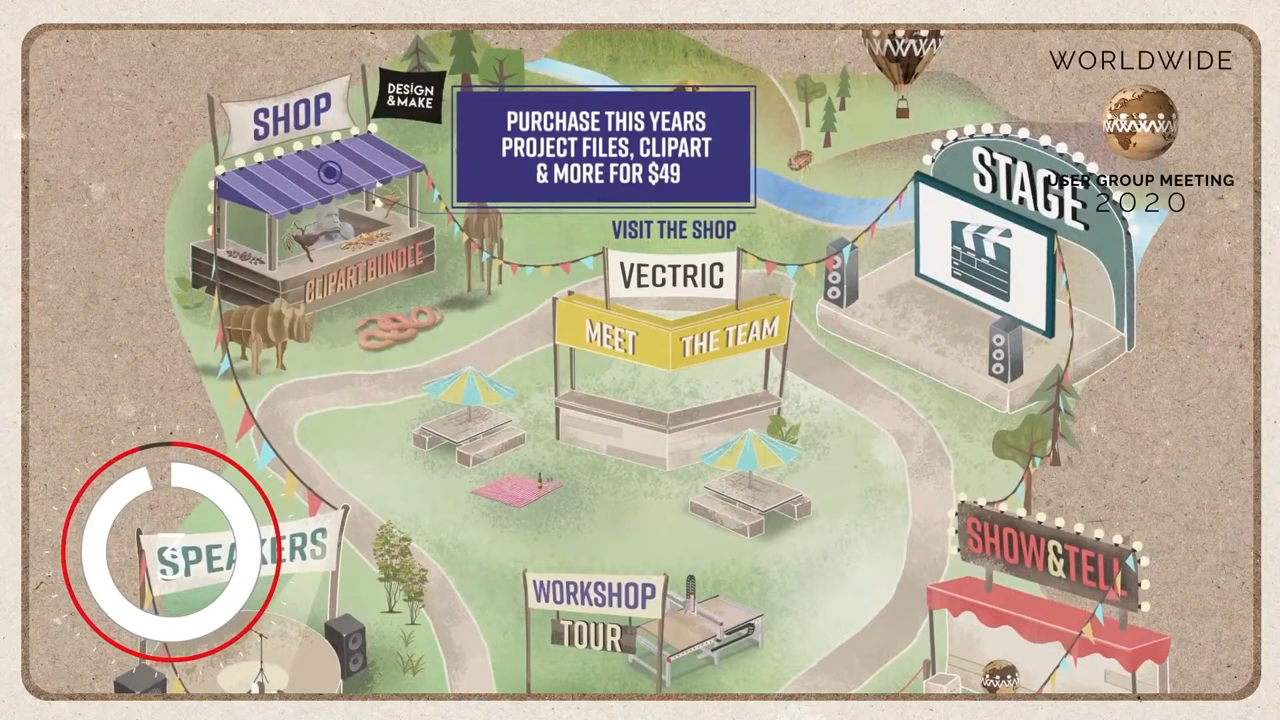 WORLDWIDE
USER GROUP MEETING
2020
SHOP
DESIGN
& MAKE
PURCHASE THIS YEARS
PROJECT FILES, CLIPART
& MORE FOR $49
VISIT THE SHOP
CLIPART BUNDLE
STAGE
VECTRIC
MEET THE TEAM
SPEAKERS
SHOW&TELL
WORKSHOP
TOUR